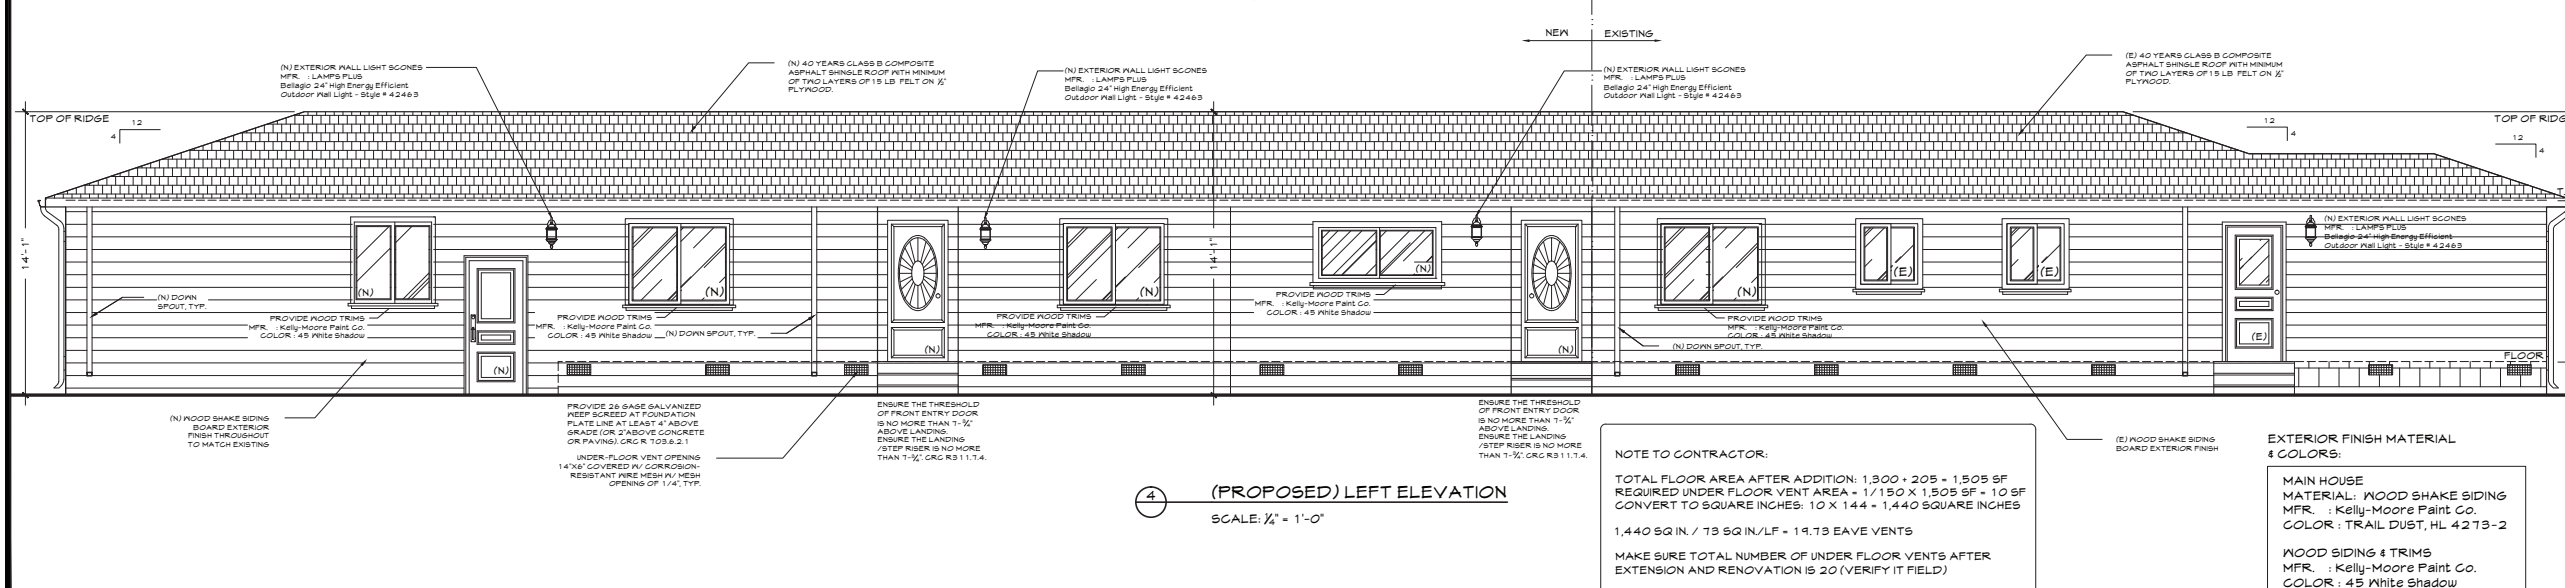 NEW EXISTING
(N) EXTERIOR WALL LIGHT SCONES
MFR. : LAMPS PLUS
Bellagio 24" High Energy Efficient
Outdoor Wall Light - Style # 42463
(N) 40 YEARS CLASS B COMPOSITE
ASPHALT SHINGLE ROOF WITH MINIMUM
OF TWO LAYERS OF 15 LB FELT ON ½"
PLYWOOD.
(N) EXTERIOR WALL LIGHT SCONES
MFR. : LAMPS PLUS
Bellagio 24" High Energy Efficient
Outdoor Wall Light - Style # 42463
(N) EXTERIOR WALL LIGHT SCONES
MFR. : LAMPS PLUS
Bellagio 24" High Energy Efficient
Outdoor Wall Light - Style # 42463
(E) 40 YEARS CLASS B COMPOSITE
ASPHALT SHINGLE ROOF WITH MINIMUM
OF TWO LAYERS OF 15 LB FELT ON ½"
PLYWOOD.
TOP OF RIDGE
12
4
12
4
TOP OF RIDG
12
4
14'-1"
14'-1"
(N) EXTERIOR WALL LIGHT SCONES
MFR. : LAMPS PLUS
Bellagio 24" High Energy Efficient
Outdoor Wall Light - Style # 42463
(N)
(N)
(N)
(N)
(N)
(E)
(E)
(N) DOWN
SPOUT, TYP.
PROVIDE WOOD TRIMS
MFR. : Kelly-Moore Paint Co.
COLOR : 45 White Shadow
PROVIDE WOOD TRIMS
MFR. : Kelly-Moore Paint Co.
COLOR : 45 White Shadow
(N) DOWN SPOUT, TYP.
PROVIDE WOOD TRIMS
MFR. : Kelly-Moore Paint Co.
COLOR : 45 White Shadow
PROVIDE WOOD TRIMS
MFR. : Kelly-Moore Paint Co.
COLOR : 45 White Shadow
PROVIDE WOOD TRIMS
MFR. : Kelly-Moore Paint Co.
COLOR : 45 White Shadow
(N) DOWN SPOUT, TYP.
(N)
(N)
(N)
(E)
FLOOR
(N) WOOD SHAKE SIDING
BOARD EXTERIOR
FINISH THROUGHOUT
TO MATCH EXISTING
PROVIDE 26 GAGE GALVANIZED
WEEP SCREED AT FOUNDATION
PLATE LINE AT LEAST 4" ABOVE
GRADE (OR 2"ABOVE CONCRETE
OR PAVING). CRC R 703.6.2.1
UNDER-FLOOR VENT OPENING
14"X6" COVERED W/ CORROSION-
RESISTANT WIRE MESH W/ MESH
OPENING OF 1/4", TYP.
ENSURE THE THRESHOLD
OF FRONT ENTRY DOOR
IS NO MORE THAN 7-¾"
ABOVE LANDING.
ENSURE THE LANDING
/STEP RISER IS NO MORE
THAN 7-¾". CRC R311.7.4.
ENSURE THE THRESHOLD
OF FRONT ENTRY DOOR
IS NO MORE THAN 7-¾"
ABOVE LANDING.
ENSURE THE LANDING
/STEP RISER IS NO MORE
THAN 7-¾". CRC R311.7.4.
4
(PROPOSED) LEFT ELEVATION
SCALE: ¼" = 1'-0"
NOTE TO CONTRACTOR:
TOTAL FLOOR AREA AFTER ADDITION: 1,300 + 205 = 1,505 SF
REQUIRED UNDER FLOOR VENT AREA = 1/150 X 1,505 SF = 10 SF
CONVERT TO SQUARE INCHES: 10 X 144 = 1,440 SQUARE INCHES
1,440 SQ IN. / 73 SQ IN./LF = 19.73 EAVE VENTS
MAKE SURE TOTAL NUMBER OF UNDER FLOOR VENTS AFTER
EXTENSION AND RENOVATION IS 20 (VERIFY IT FIELD)
(E) WOOD SHAKE SIDING
BOARD EXTERIOR FINISH
EXTERIOR FINISH MATERIAL
& COLORS:
MAIN HOUSE
MATERIAL: WOOD SHAKE SIDING
MFR. : Kelly-Moore Paint Co.
COLOR : TRAIL DUST, HL 4273-2
WOOD SIDING & TRIMS
MFR. : Kelly-Moore Paint Co.
COLOR : 45 White Shadow